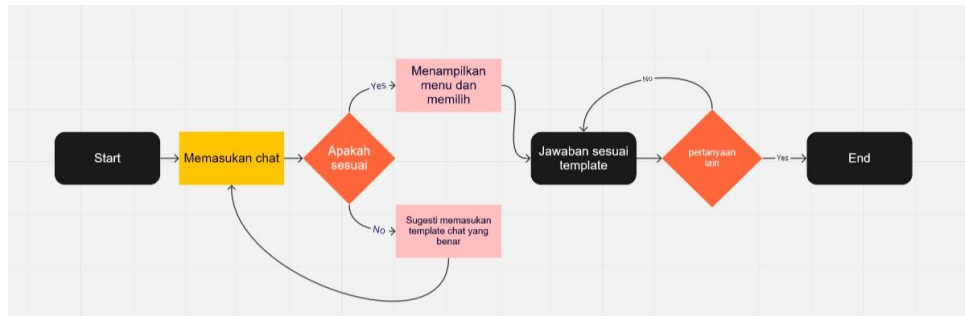 Start
Memasukan chat
Apakah
sesuai
Yes
Menampilkan
menu dan
memilih
No
Sugesti memasukan
template chat yang
benar
Jawaban sesuai
template
No
pertanyaan
lain
Yes
End